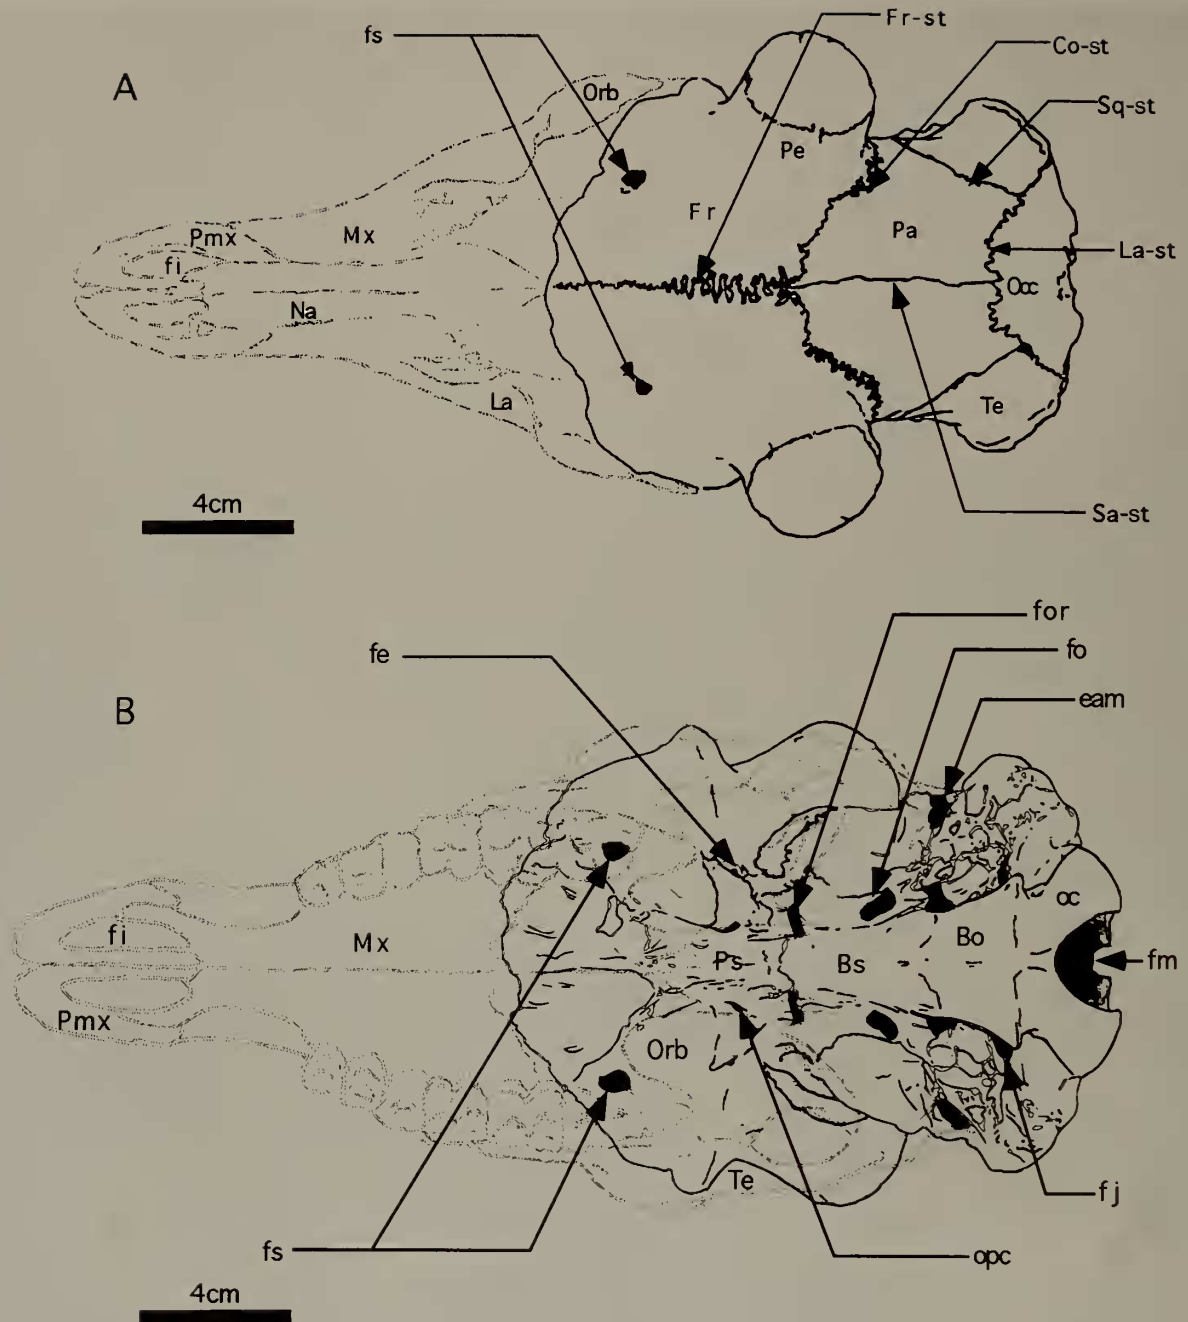 A
fs
Fr-st
Co-st
Orb
Sq-st
Pe
Fr
Pa
Pmx
Mx
fi
La-st
Occ
Na
La
Te
4cm
Sa-st
for
fe
fo
B
eam
oc
fi
Mx
Ps
Bs
Bo
fm
Pmx
Orb
Te
fj
fs
opc
4cm